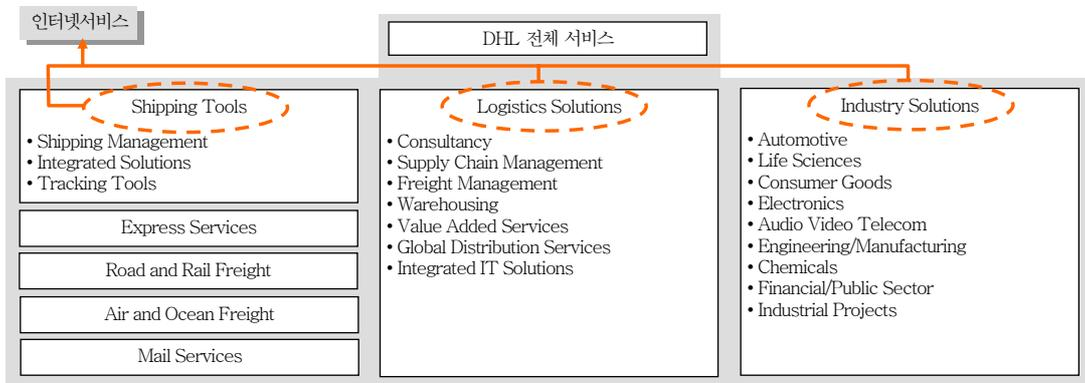 인터넷서비스
DHL 전체 서비스
Shipping Tools
• Shipping Management
• Integrated Solutions
• Tracking Tools
Express Services
Road and Rail Freight
Air and Ocean Freight
Mail Services
Logistics Solutions
• Consultancy
• Supply Chain Management
• Freight Management
• Warehousing
• Value Added Services
• Global Distribution Services
• Integrated IT Solutions
Industry Solutions
• Automotive
• Life Sciences
• Consumer Goods
• Electronics
• Audio Video Telecom
• Engineering/Manufacturing
• Chemicals
• Financial/Public Sector
• Industrial Projects